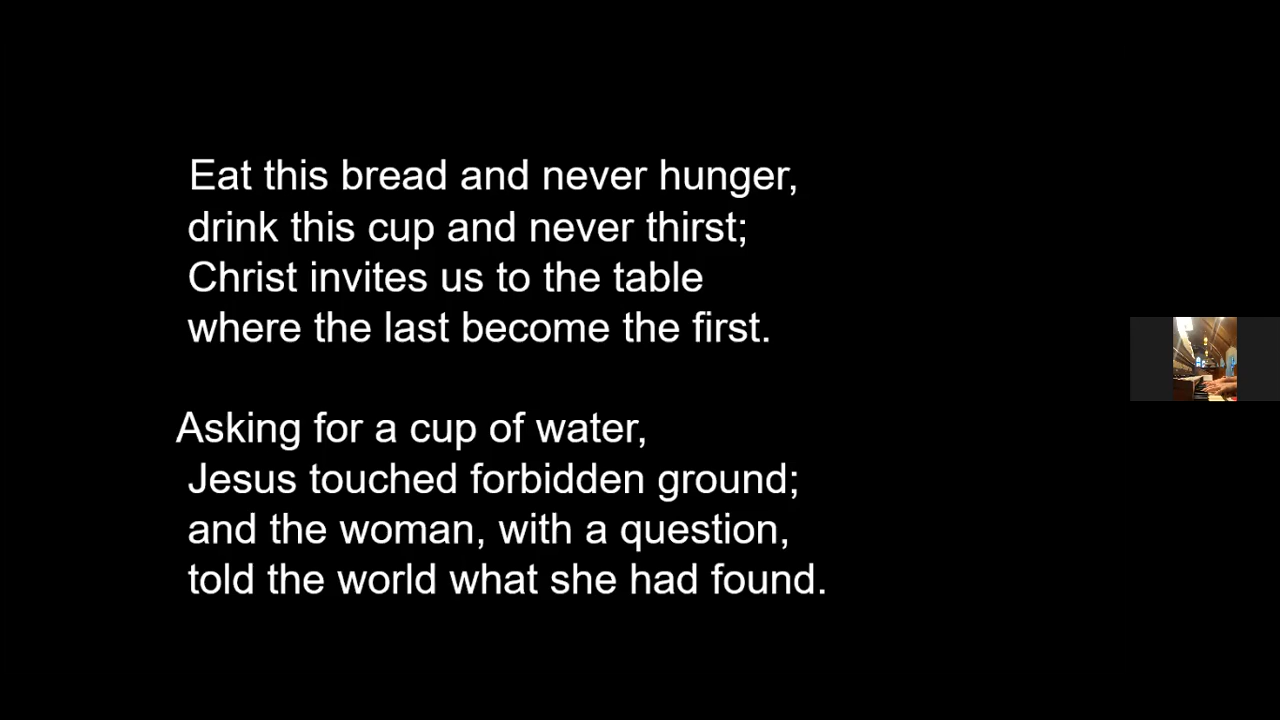 Eat this bread and never hunger,
drink this cup and never thirst;
Christ invites us to the table
where the last become the first.
Asking for a cup of water,
Jesus touched forbidden ground;
and the woman, with a question,
told the world what she had found.